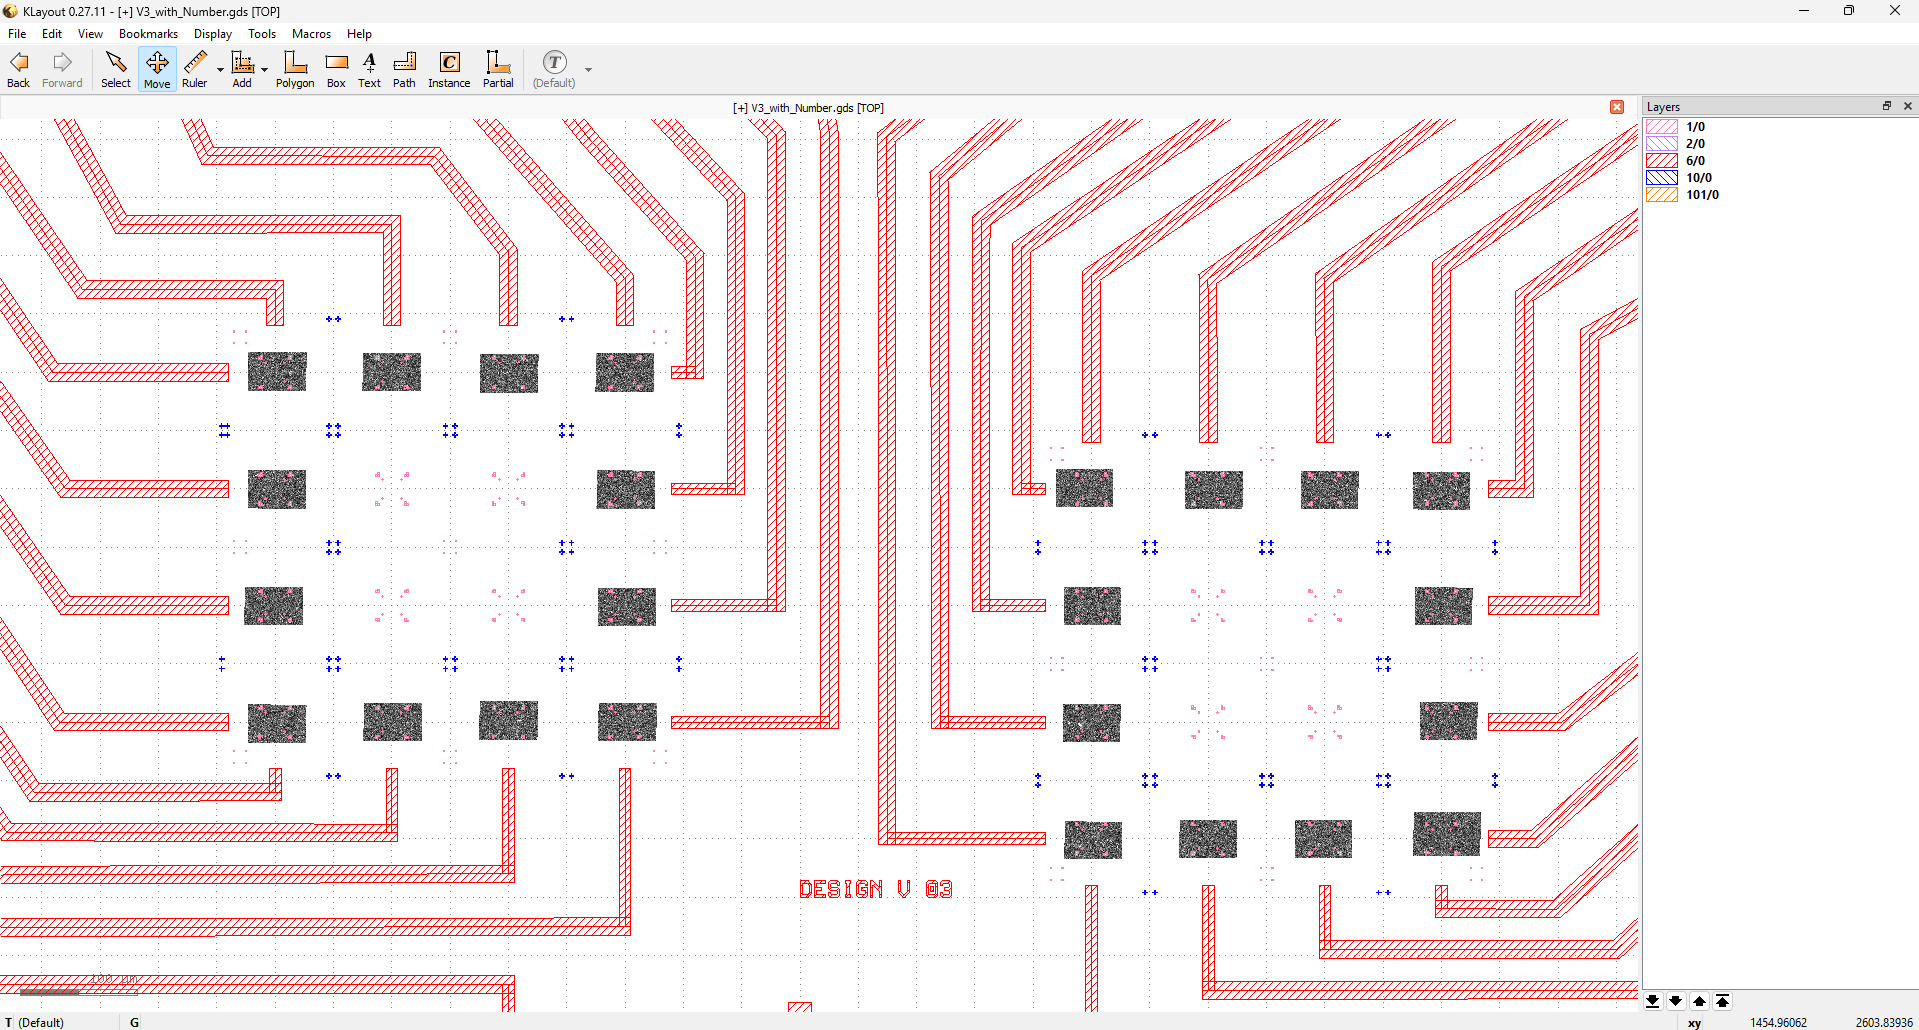 KLayout 0.27.11 - [+] V3_with_Number.gds [TOP]
File Edit View Bookmarks Display Tools Macros Help
Back Forward Select Move Ruler Add Polygon Box Text Path Instance Partial (Default)
[+] V3_with_Number.gds [TOP]
Layers
1/0
2/0
6/0
10/0
101/0
DESIGN V 03
100 µm
T (Default) G xy 1454.96062 2603.83936